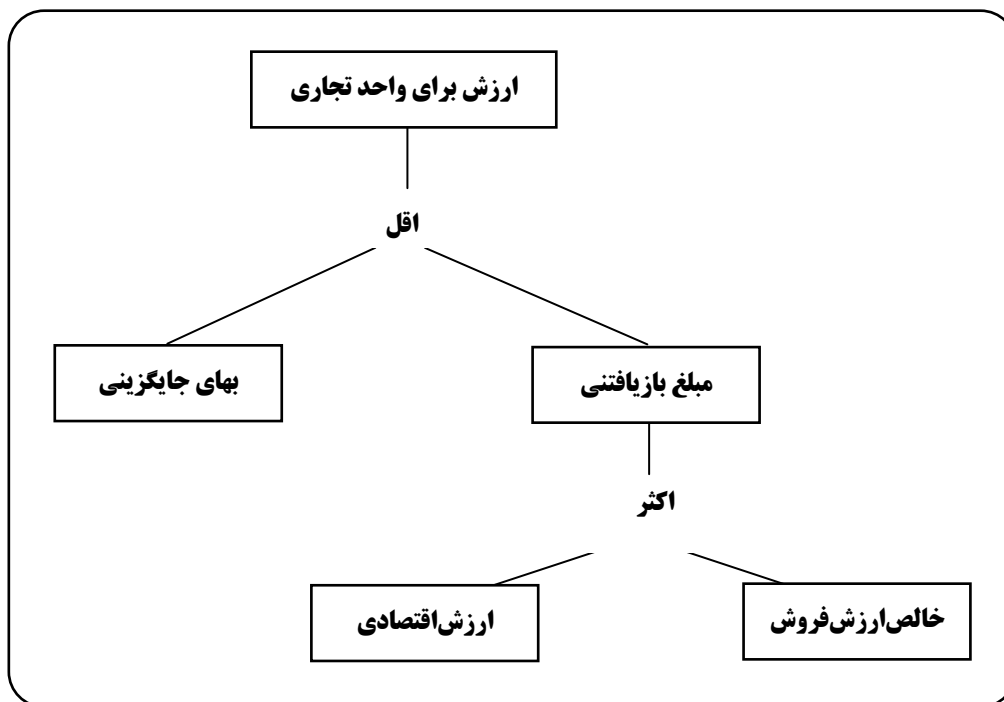 ارزش برای واحد تجاری
اقل
مبلغ بازیافتنی
بهای جایگزینی
اکثر
خالص‌ارزش‌فروش
ارزش‌اقتصادی